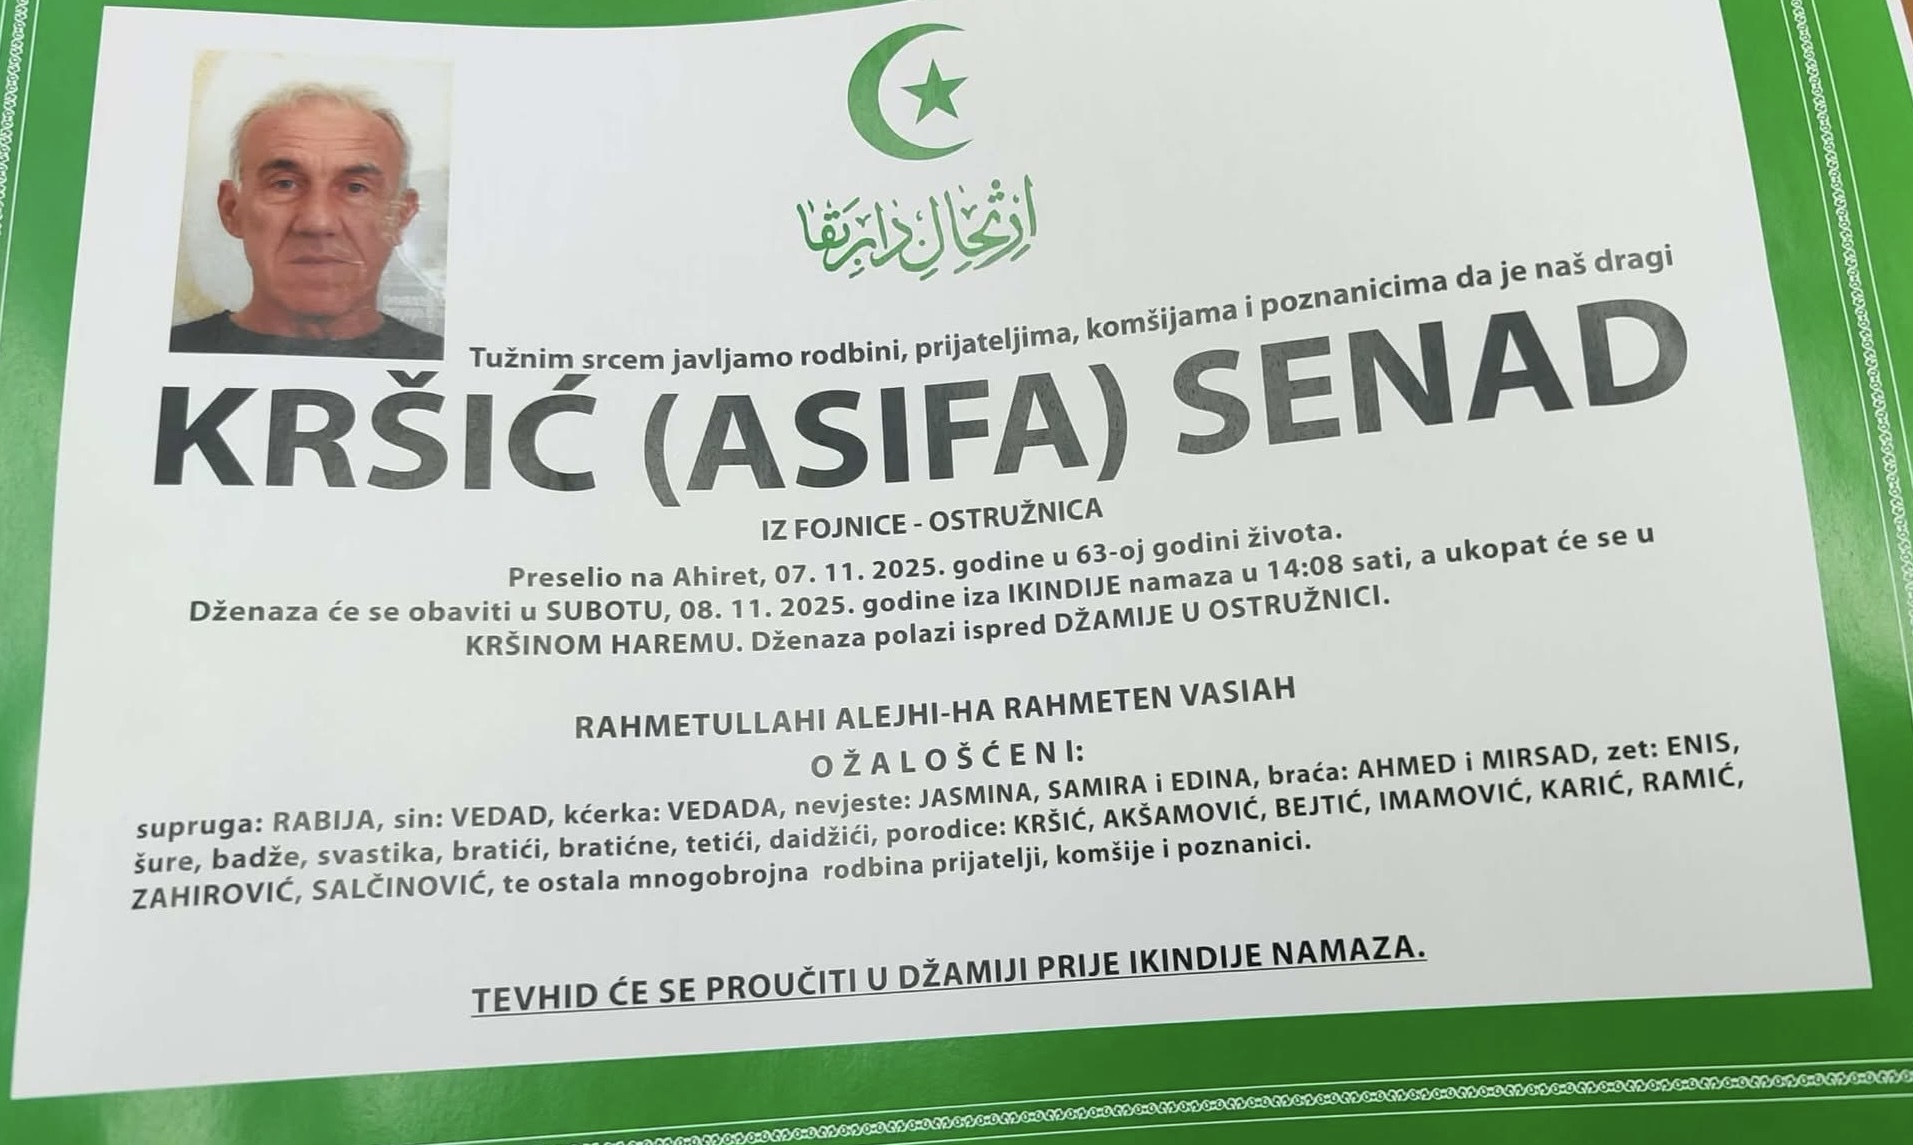 ارتحال دار بقا
Tužnim srcem javljamo rodbini, prijateljima, komšijama i poznanicima da je naš dragi
KRŠIĆ (ASIFA) SENAD
IZ FOJNICE - OSTRUŽNICA
Preselio na Ahiret, 07. 11. 2025. godine u 63-oj godini života.
Dženaza će se obaviti u SUBOTU, 08. 11. 2025. godine iza IKINDIJE namaza u 14:08 sati, a ukopat će se u
KRŠINOM HAREMU. Dženaza polazi ispred DŽAMIJE U OSTRUŽNICI.
RAHMETULLAHI ALEJHI-HA RAHMETEN VASIAH
OŽALOŠĆENI:
supruga: RABIJA, sin: VEDAD, kćerka: VEDADA, nevjeste: JASMINA, SAMIRA i EDINA, braća: AHMED i MIRSAD, zet: ENIS,
šure, badže, svastika, bratići, bratićne, tetići, daidžići, porodice: KRŠIĆ, AKŠAMOVIĆ, BEJTIĆ, IMAMOVIĆ, KARIĆ, RAMIĆ,
ZAHIROVIĆ, SALČINOVIĆ, te ostala mnogobrojna rodbina prijatelji, komšije i poznanici.
TEVHID ĆE SE PROUČITI U DŽAMIJI PRIJE IKINDIJE NAMAZA.